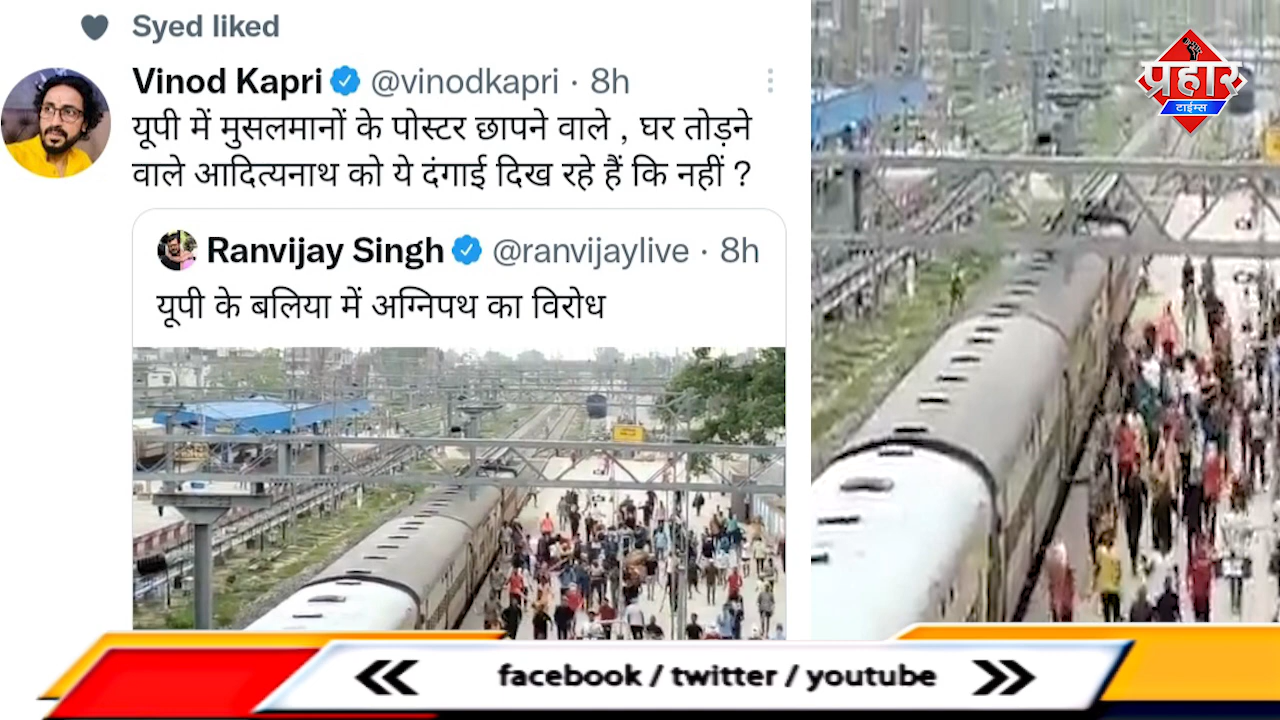 Syed liked
Vinod Kapri @vinodkapri · 8h
यूपी में मुसलमानों के पोस्टर छापने वाले , घर तोड़ने
वाले आदित्यनाथ को ये दंगाई दिख रहे हैं कि नहीं ?
Ranvijay Singh @ranvijaylive · 8h
यूपी के बलिया में अग्निपथ का विरोध
प्रहार
टाईम्स
facebook / twitter / youtube